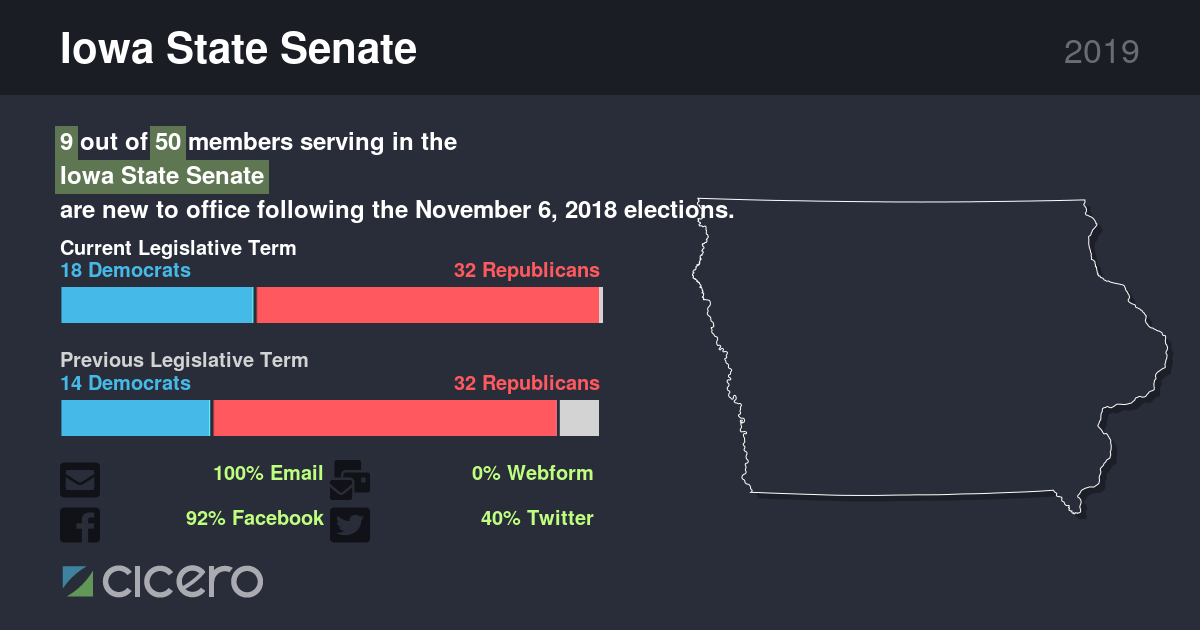 Iowa State Senate
2019
9 out of 50 members serving in the
Iowa State Senate
are new to office following the November 6, 2018 elections.
Current Legislative Term
18 Democrats 32 Republicans
Previous Legislative Term
14 Democrats 32 Republicans
100% Email 0% Webform
92% Facebook 40% Twitter
cicero